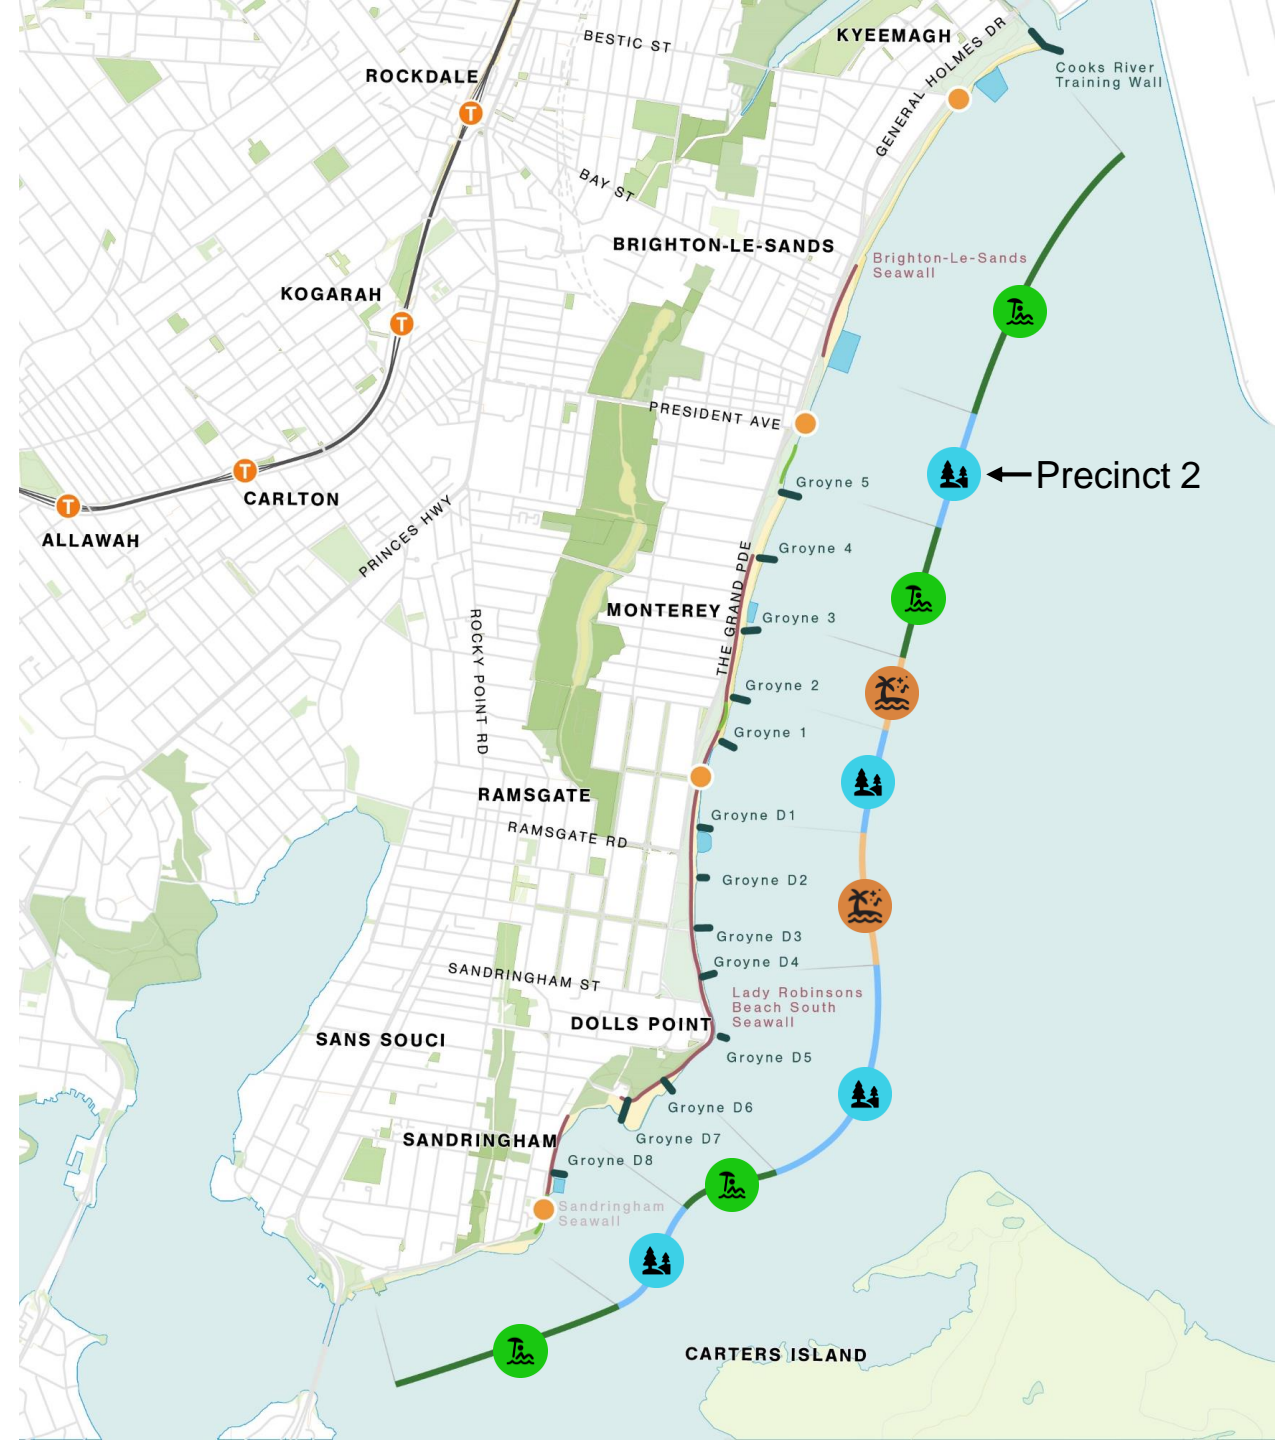 KYEEMAGH
BESTIC ST
GENERAL HOLMES DR
Cooks River
Training Wall
ROCKDALE
T
BAY ST
BRIGHTON-LE-SANDS
Brighton-Le-Sands
Seawall
KOGARAH
T
PRESIDENT AVE
T
CARLTON
Precinct 2
Groyne 5
T
ALLAWAH
PRINCES HWY
Groyne 4
THE GRAND PDE
MONTEREY
Groyne 3
ROCKY POINT RD
Groyne 2
Groyne 1
RAMSGATE
Groyne D1
RAMSGATE RD
Groyne D2
Groyne D3
Groyne D4
SANDRINGHAM ST
Lady Robinsons
Beach South
Seawall
DOLLS POINT
SANS SOUCI
Groyne D5
Groyne D6
SANDRINGHAM
Groyne D7
Groyne D8
Sandringham
Seawall
CARTERS ISLAND